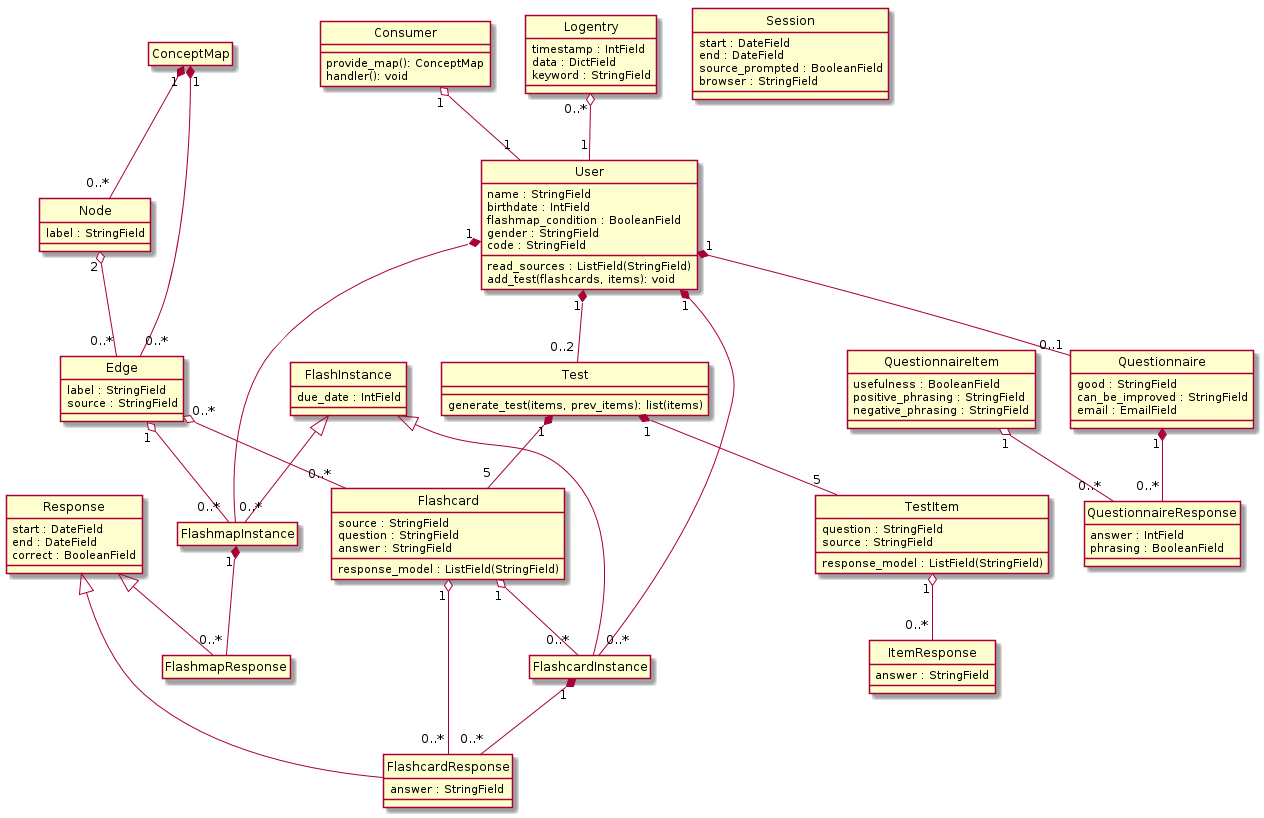 ConceptMap
1
1
Consumer
provide_map(): ConceptMap
handler(): void
1
1
Logentry
timestamp : IntField
data : DictField
keyword : StringField
0..*
1
Session
start : DateField
end : DateField
source_prompted : BooleanField
browser : StringField
User
name : StringField
birthdate : IntField
flashmap_condition : BooleanField
gender : StringField
code : StringField
read_sources : ListField(StringField)
add_test(flashcards, items): void
1
1
1
1
0..*
Node
label : StringField
2
0..*
0..*
Edge
label : StringField
source : StringField
1
0..*
FlashInstance
due_date : IntField
0..2
Test
generate_test(items, prev_items): list(items)
1
1
QuestionnaireItem
usefulness : BooleanField
positive_phrasing : StringField
negative_phrasing : StringField
1
0..1
Questionnaire
good : StringField
can_be_improved : StringField
email : EmailField
1
Response
start : DateField
end : DateField
correct : BooleanField
0..*
0..*
FlashmapInstance
1
0..*
5
Flashcard
source : StringField
question : StringField
answer : StringField
response_model : ListField(StringField)
1
1
5
TestItem
question : StringField
source : StringField
response_model : ListField(StringField)
1
0..*
0..*
QuestionnaireResponse
answer : IntField
phrasing : BooleanField
0..*
FlashmapResponse
0..*
0..*
FlashcardInstance
1
0..*
ItemResponse
answer : StringField
0..*
0..*
FlashcardResponse
answer : StringField